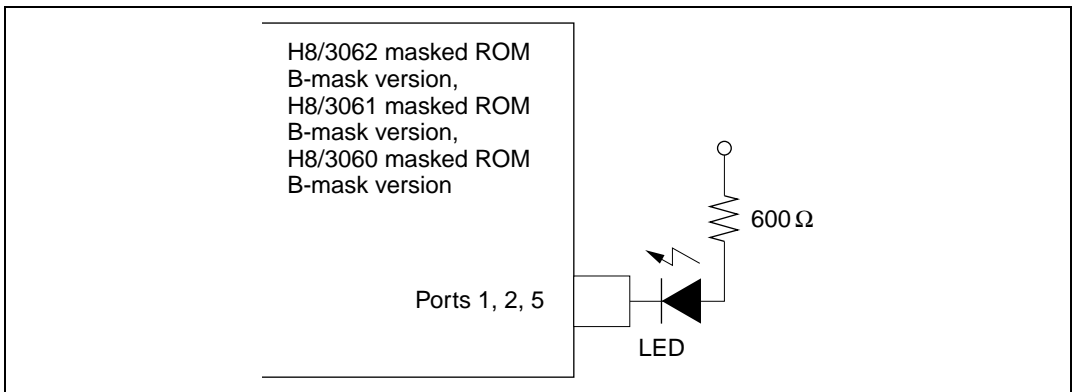 H8/3062 masked ROM
B-mask version,
H8/3061 masked ROM
B-mask version,
H8/3060 masked ROM
B-mask version
600 Ω
Ports 1, 2, 5
LED